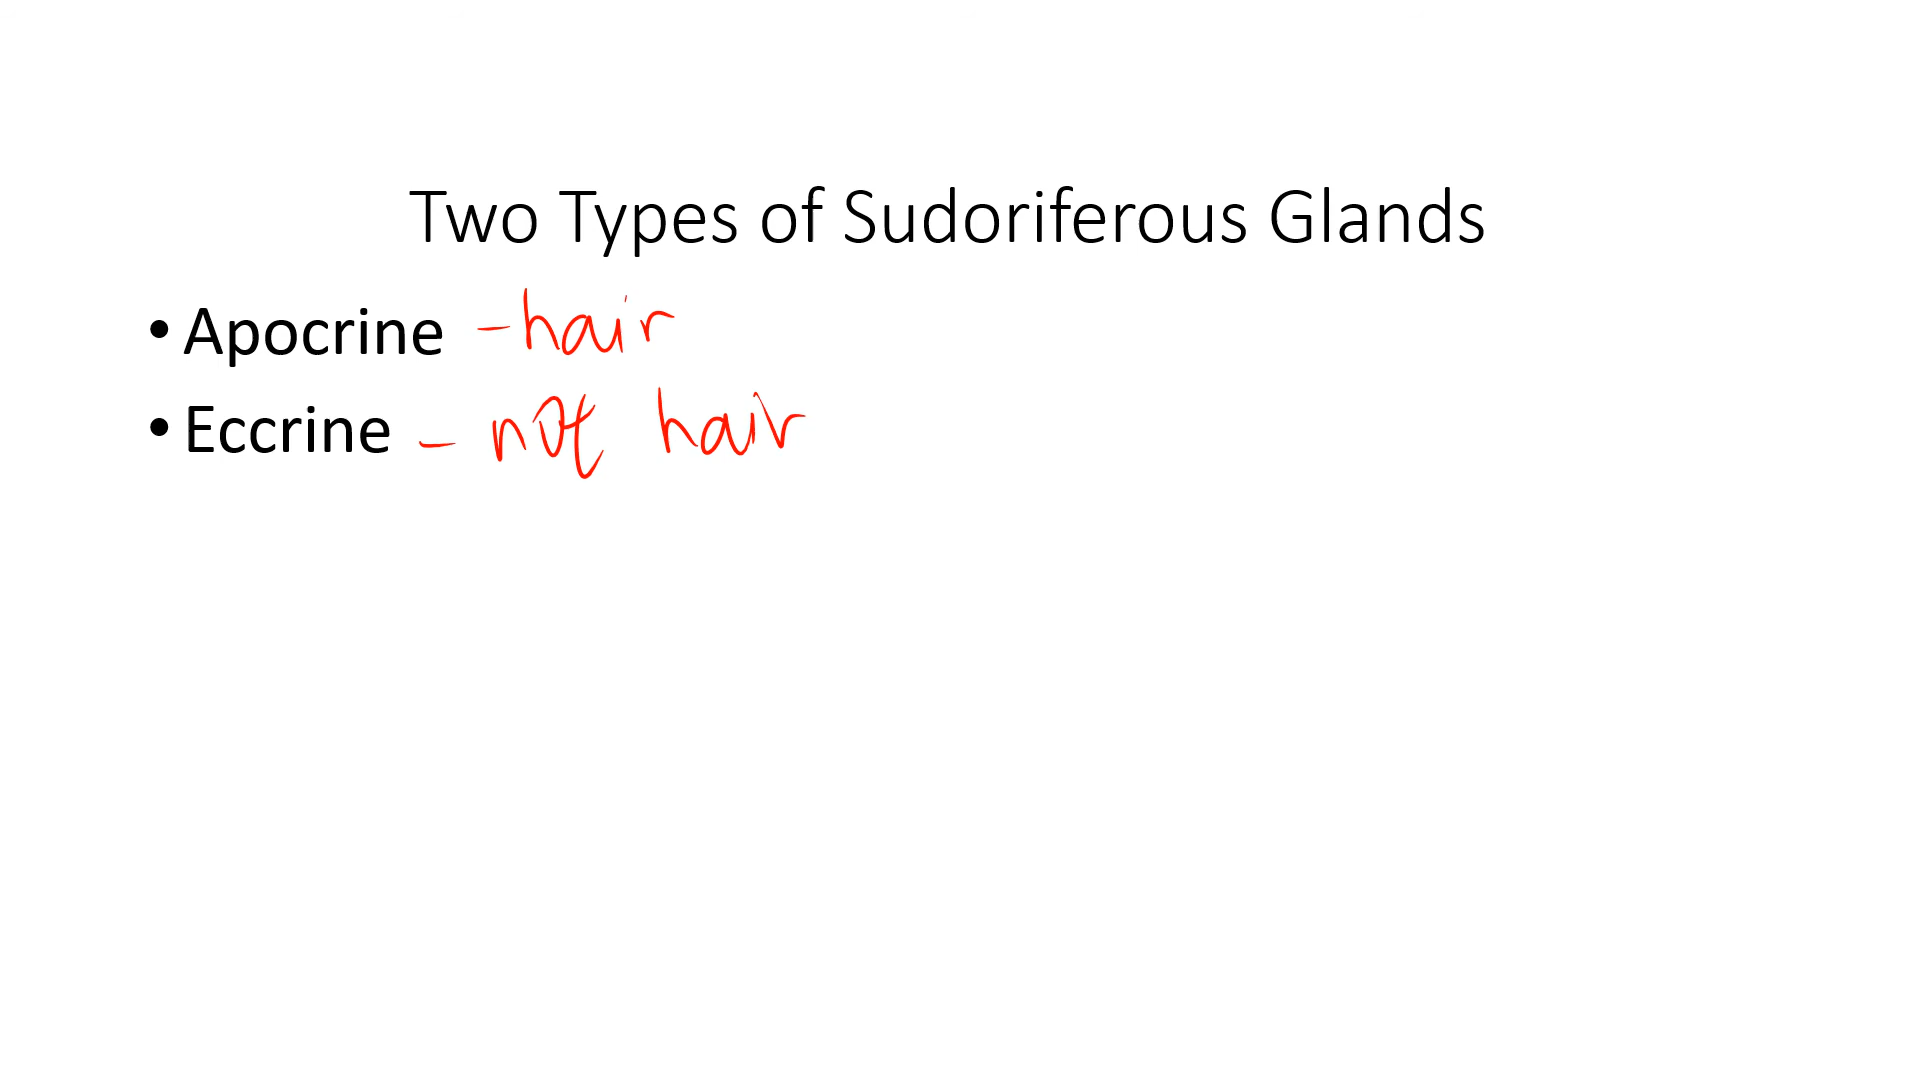 Two Types of Sudoriferous Glands
• Apocrine - hair
• Eccrine - not hair